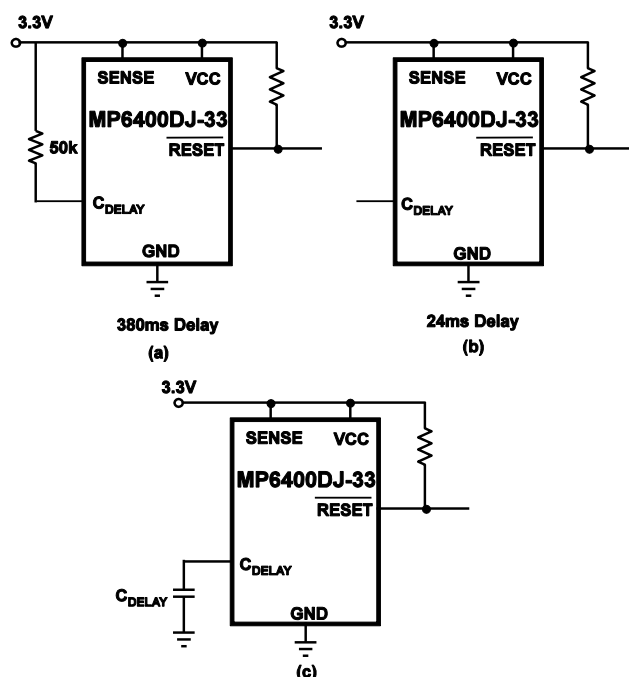 3.3V
SENSE VCC
MP6400DJ-33
RESET
50k
CDELAY
GND
380ms Delay
(a)
3.3V
SENSE VCC
MP6400DJ-33
RESET
CDELAY
GND
24ms Delay
(b)
3.3V
SENSE VCC
MP6400DJ-33
RESET
CDELAY
CDELAY
GND
(c)